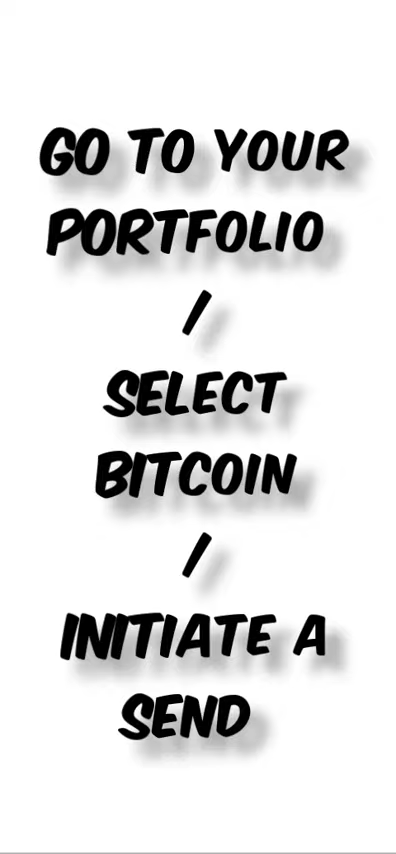 GO TO YOUR
PORTFOLIO
/
SELECT
BITCOIN
/
INITIATE A
SEND